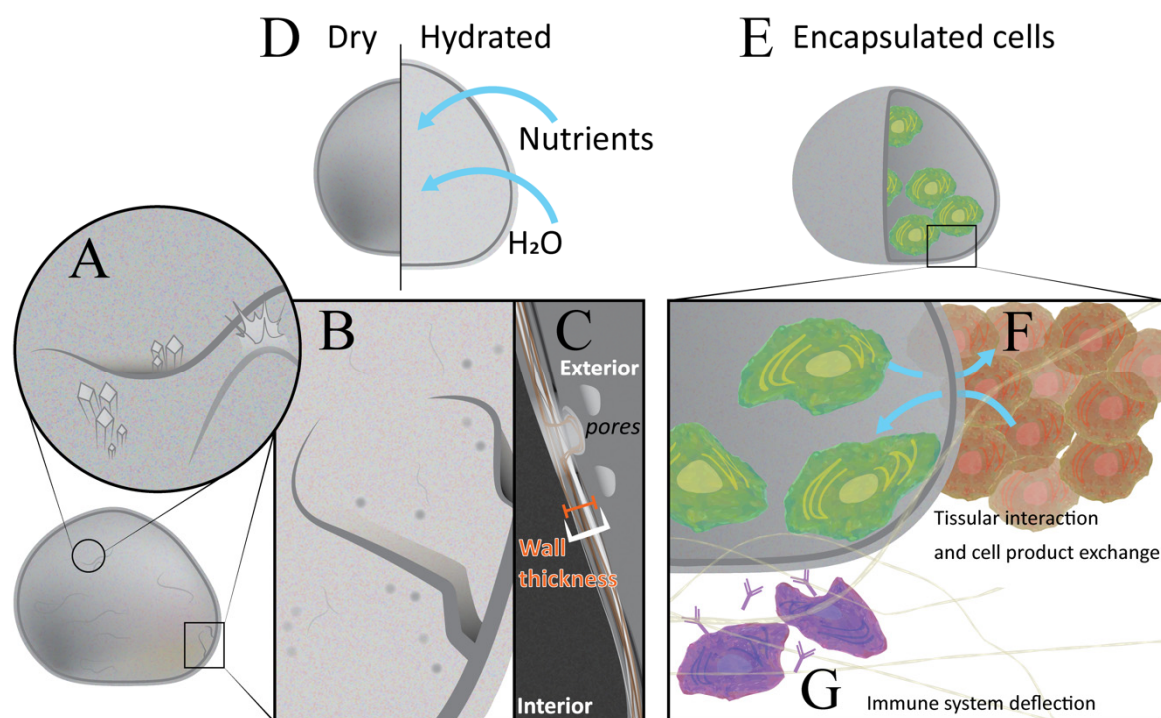 D Dry Hydrated
Nutrients
H₂O
E Encapsulated cells
A
B
C
Exterior
pores
Wall
thickness
Interior
F
Tissular interaction
and cell product exchange
G Immune system deflection